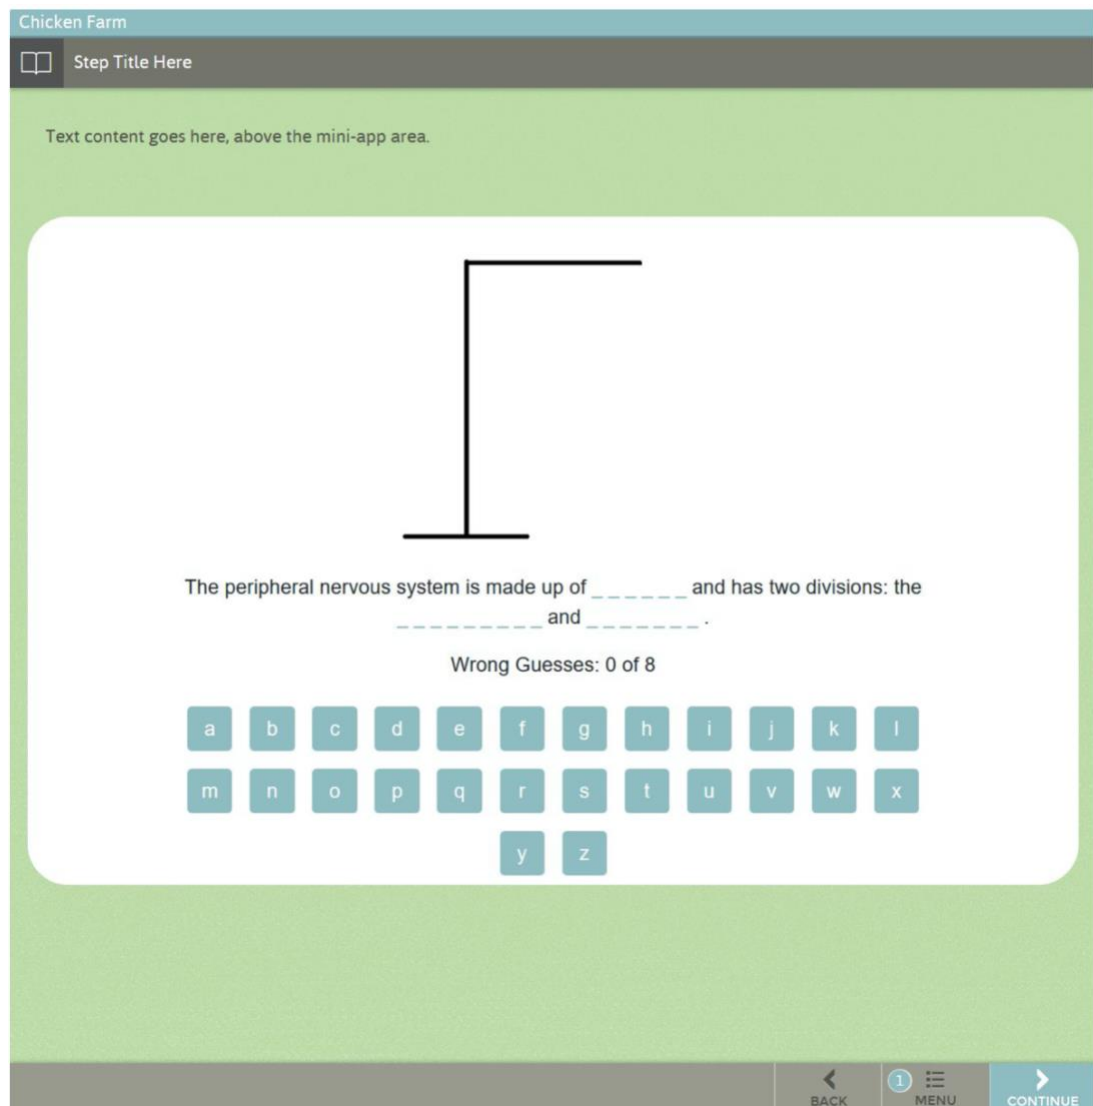 Chicken Farm
Step Title Here
Text content goes here, above the mini-app area.
The peripheral nervous system is made up of _ _ _ _ _ _ and has two divisions: the
_ _ _ _ _ _ _ _ _ and _ _ _ _ _ _ _ .
Wrong Guesses: 0 of 8
a b c d e f g h i j k l
m n o p q r s t u v w x
y z
1
BACK MENU CONTINUE